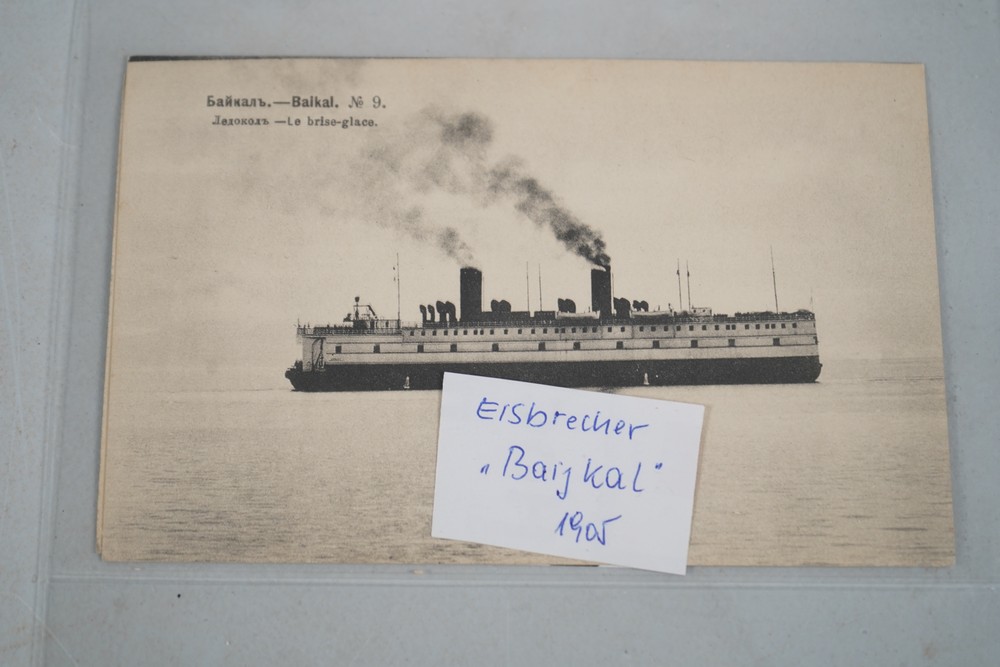 Байкалъ.—Baikal. № 9.
Ледоколъ —Le brise-glace.
Eisbrecher
„Baijkal"
1905